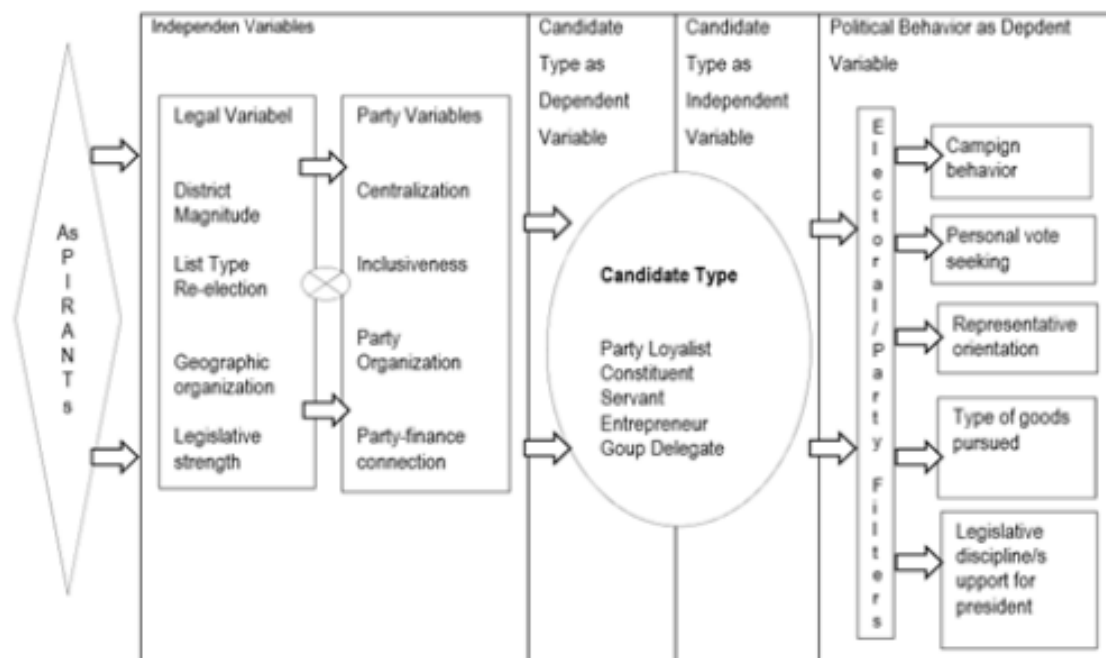 Independen Variables
Candidate
Type as
Dependent
Variable
Candidate
Type as
Independent
Variable
Political Behavior as Depdent
Variable
As
P
I
R
A
N
T
s
Legal Variabel
District
Magnitude
List Type
Re-election
Geographic
organization
Legislative
strength
Party Variables
Centralization
Inclusiveness
Party
Organization
Party-finance
connection
Candidate Type
Party Loyalist
Constituent
Servant
Entrepreneur
Goup Delegate
E
l
e
c
t
o
r
a
l
/
P
a
r
t
y
F
i
l
t
e
r
s
Campign
behavior
Personal vote
seeking
Representative
orientation
Type of goods
pursued
Legislative
discipline/s
upport for
president